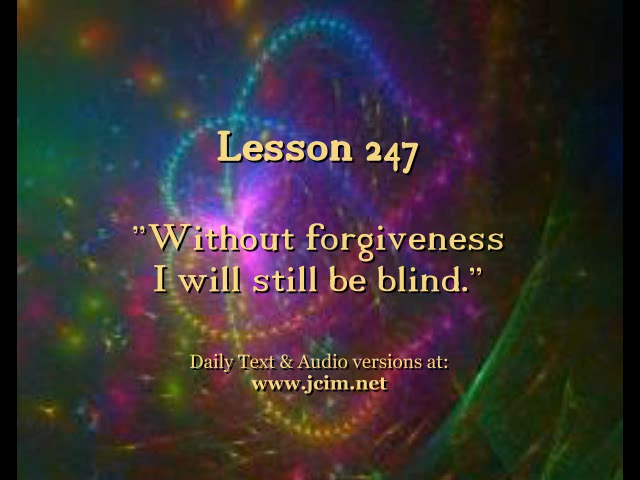 Lesson 247
"Without forgiveness
I will still be blind."
Daily Text & Audio versions at:
www.jcim.net